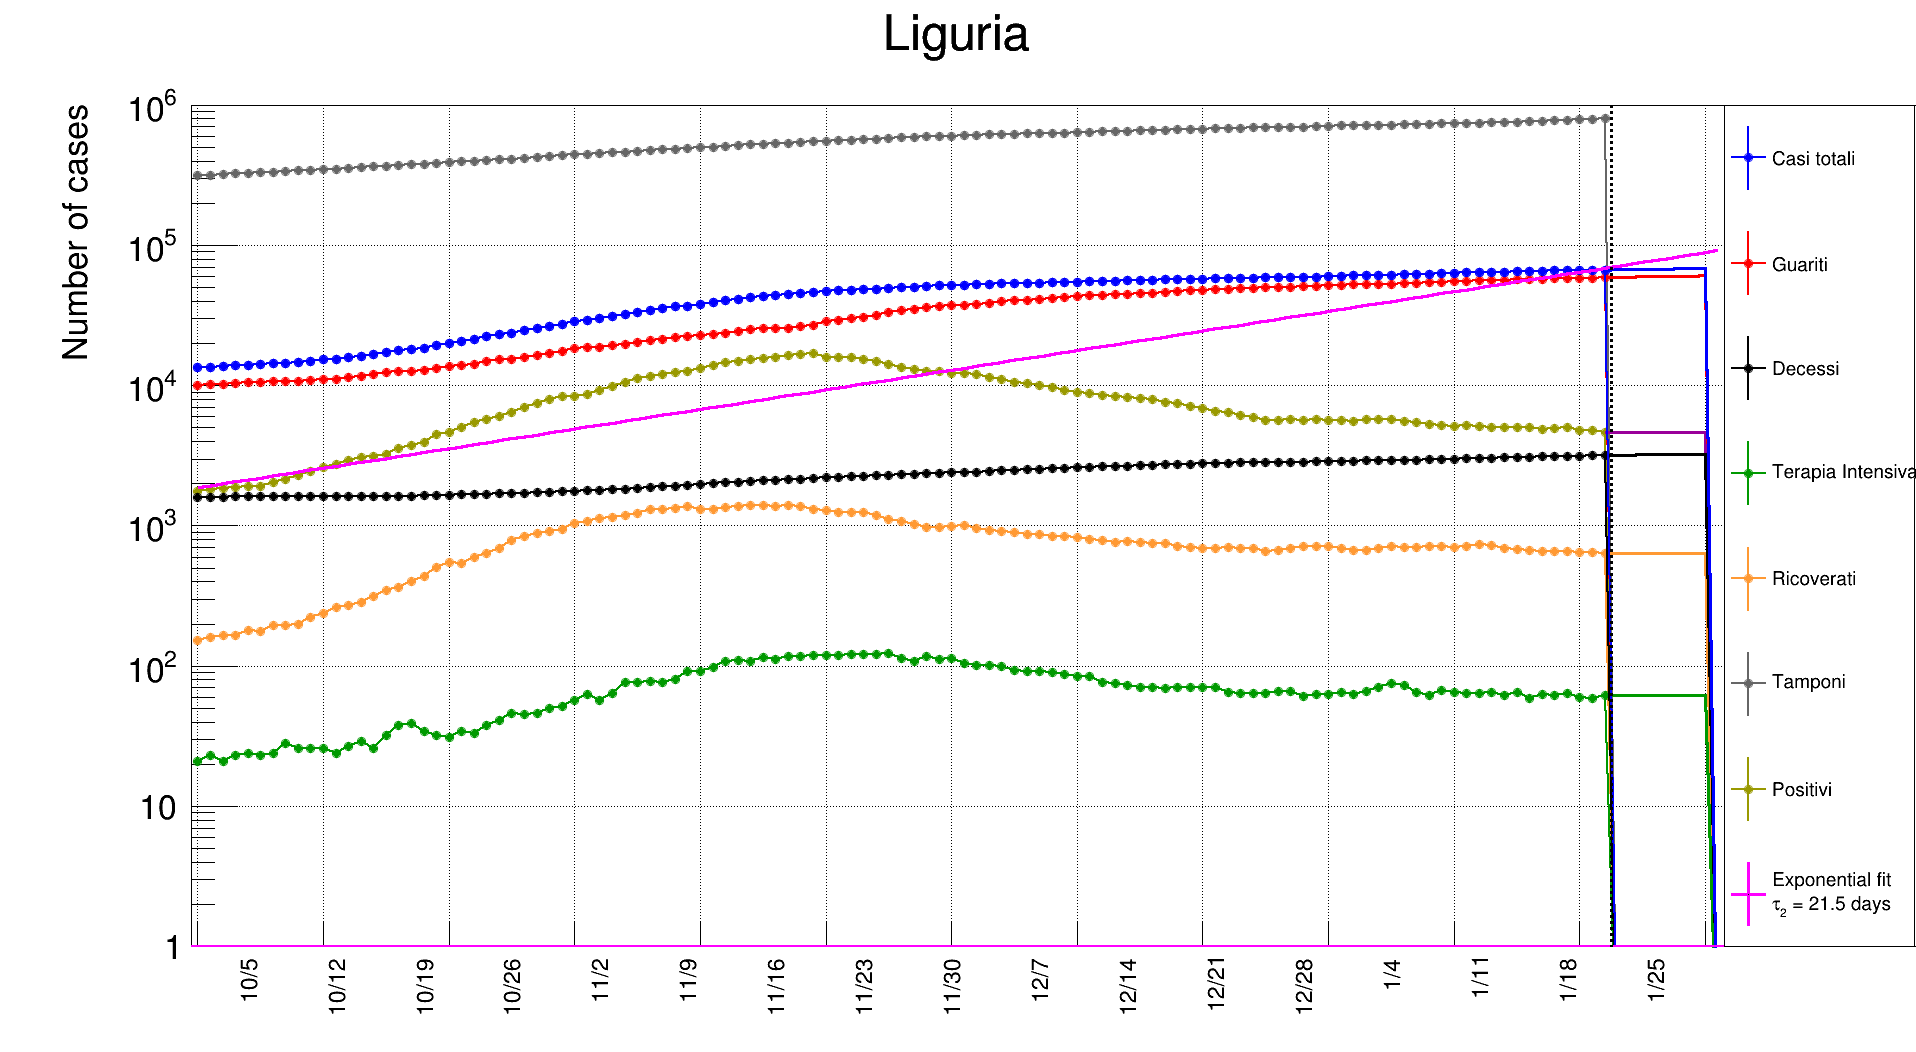 Liguria
Number of cases
10^6
10^5
10^4
10^3
10^2
10
1
10/5
10/12
10/19
10/26
11/2
11/9
11/16
11/23
11/30
12/7
12/14
12/21
12/28
1/4
1/11
1/18
1/25
Casi totali
Guariti
Decessi
Terapia Intensiva
Ricoverati
Tamponi
Positivi
Exponential fit
τ₂ = 21.5 days